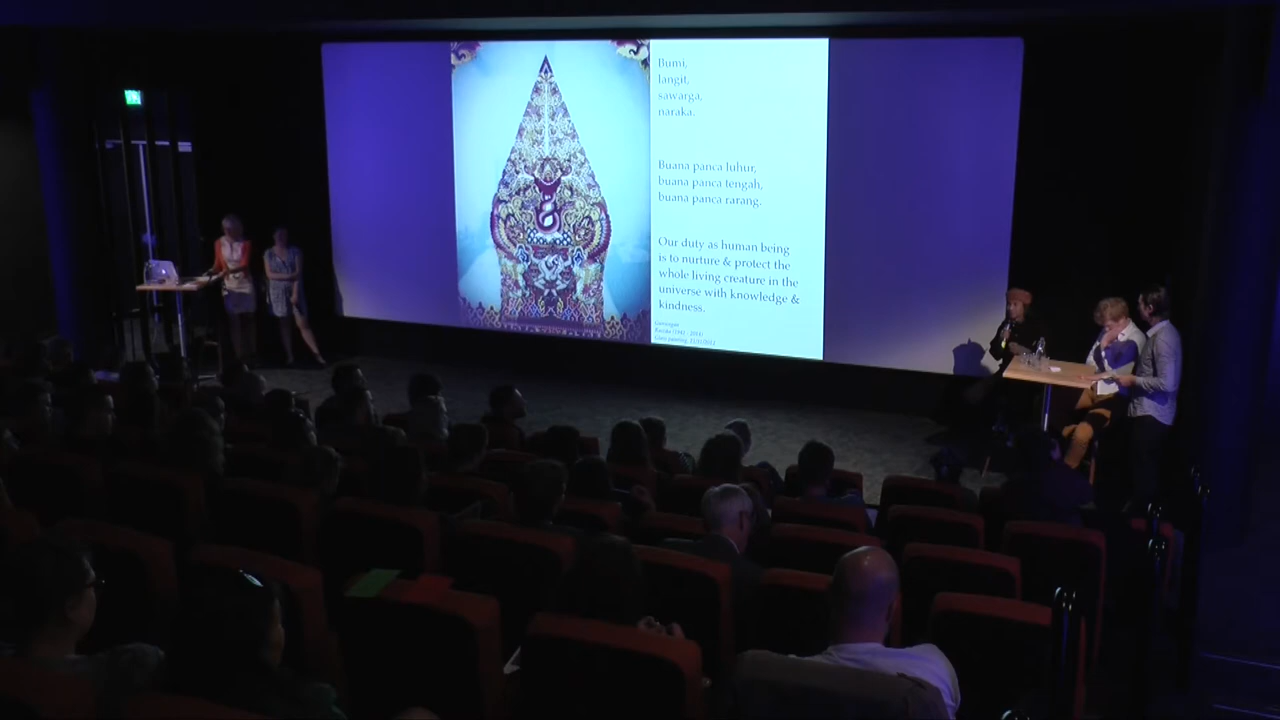 Bumi,
langit,
sawarga,
naraka.
Buana panca luhur,
buana panca tengah,
buana panca rarang.
Our duty as human being
is to nurture & protect the
whole living creature in the
universe with knowledge &
kindness.